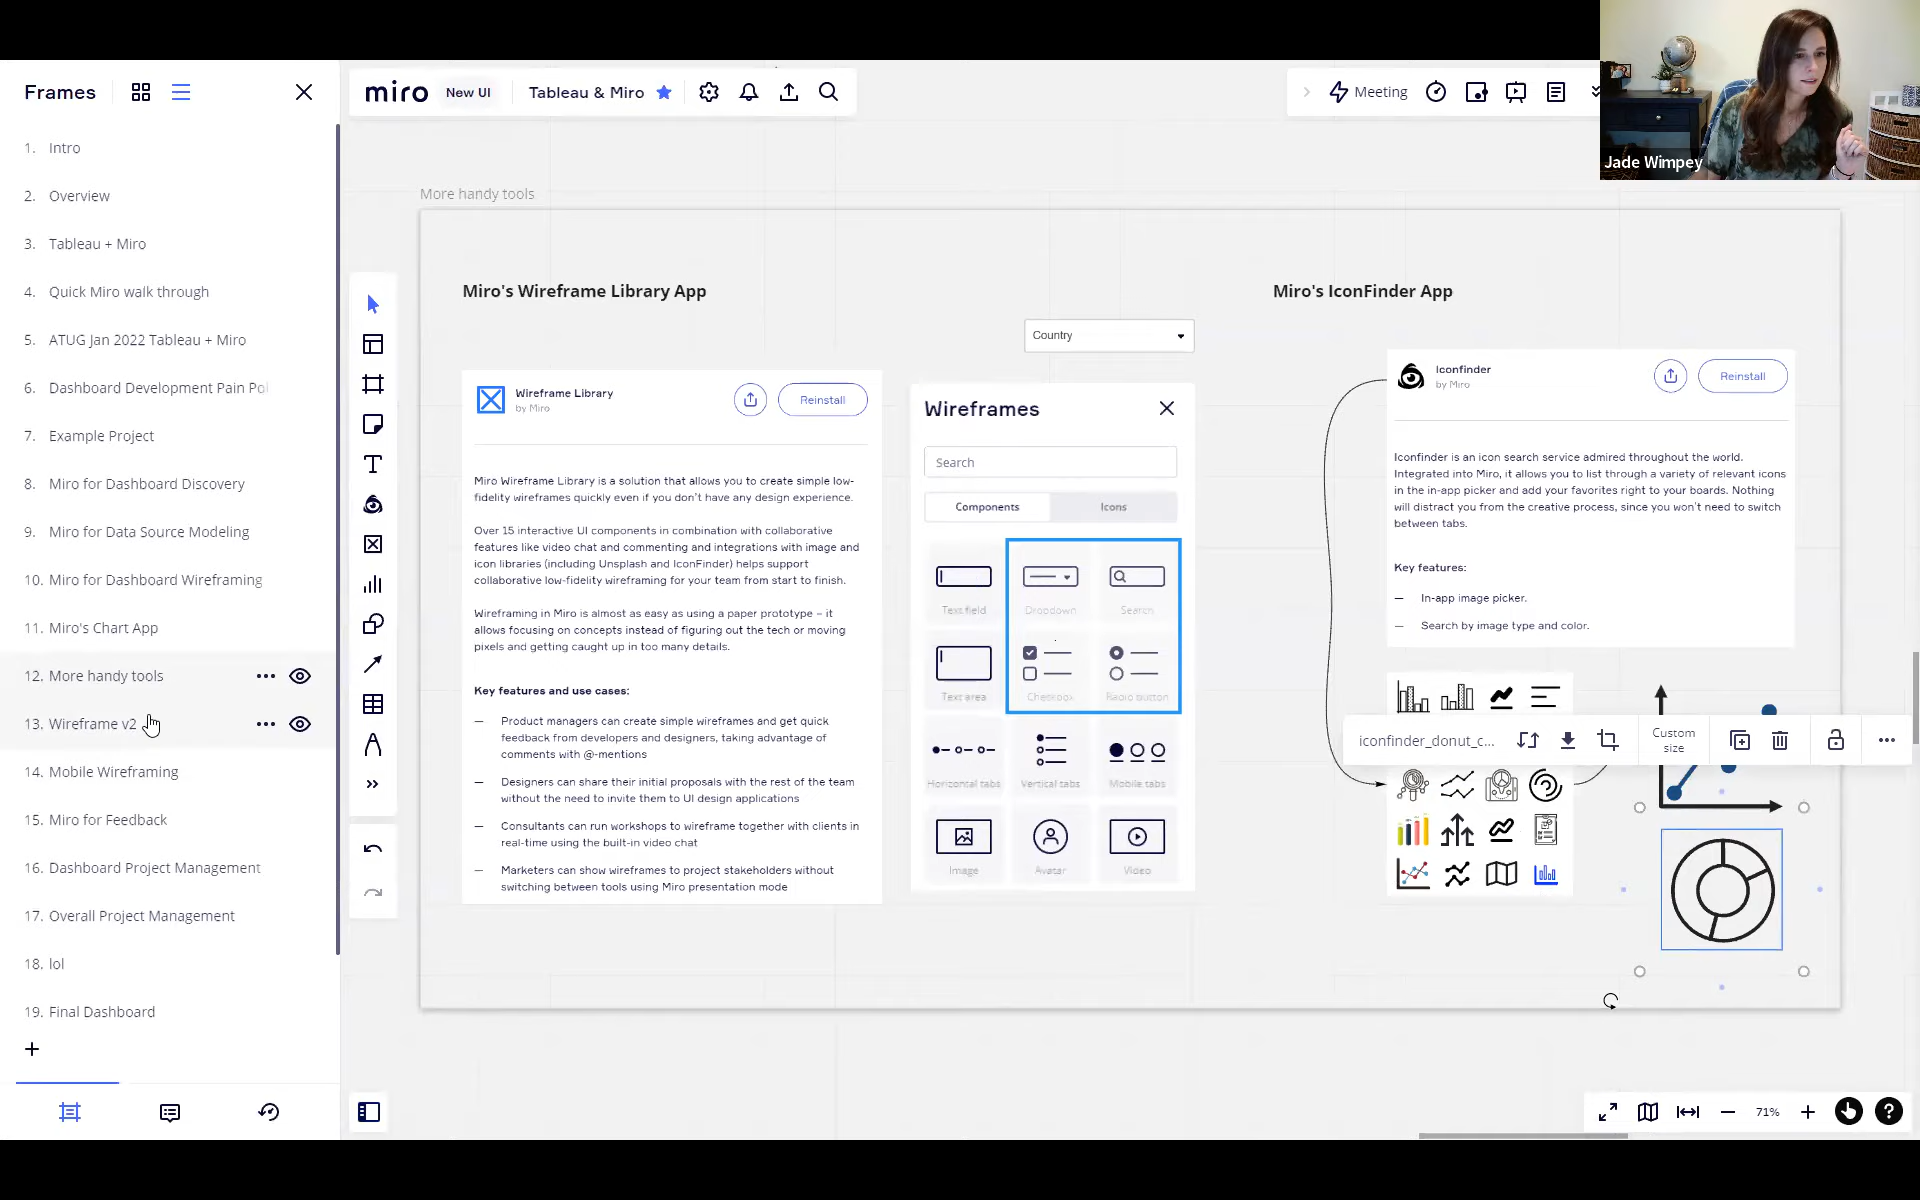 Frames
miro
New UI
Tableau & Miro
Meeting
Jade Wimpey
1. Intro
2. Overview
3. Tableau + Miro
4. Quick Miro walk through
5. ATUG Jan 2022 Tableau + Miro
6. Dashboard Development Pain Poi
7. Example Project
8. Miro for Dashboard Discovery
9. Miro for Data Source Modeling
10. Miro for Dashboard Wireframing
11. Miro's Chart App
12. More handy tools
13. Wireframe v2
14. Mobile Wireframing
15. Miro for Feedback
16. Dashboard Project Management
17. Overall Project Management
18. lol
19. Final Dashboard
More handy tools
Miro's Wireframe Library App
Wireframe Library
by Miro
Reinstall
Miro Wireframe Library is a solution that allows you to create simple low-
fidelity wireframes quickly even if you don't have any design experience.
Over 15 interactive UI components in combination with collaborative
features like video chat and commenting and integrations with image and
icon libraries (including Unsplash and IconFinder) helps support
collaborative low-fidelity wireframing for your team from start to finish.
Wireframing in Miro is almost as easy as using a paper prototype – it
allows focusing on concepts instead of figuring out the tech or moving
pixels and getting caught up in too many details.
Key features and use cases:
— Product managers can create simple wireframes and get quick
feedback from developers and designers, taking advantage of
comments with @-mentions
— Designers can share their initial proposals with the rest of the team
without the need to invite them to UI design applications
— Consultants can run workshops to wireframe together with clients in
real-time using the built-in video chat
— Marketers can show wireframes to project stakeholders without
switching between tools using Miro presentation mode
Country
Wireframes
Search
Components
Icons
Text field
Dropdown
Search
Text area
Checkbox
Radio button
Horizontal tabs
Vertical tabs
Mobile tabs
Image
Avatar
Video
Miro's IconFinder App
Iconfinder
by Miro
Reinstall
Iconfinder is an icon search service admired throughout the world.
Integrated into Miro, it allows you to list through a variety of relevant icons
in the in-app picker and add your favorites right to your boards. Nothing
will distract you from the creative process, since you won't need to switch
between tabs.
Key features:
— In-app image picker.
— Search by image type and color.
iconfinder_donut_c...
Custom
size
71%